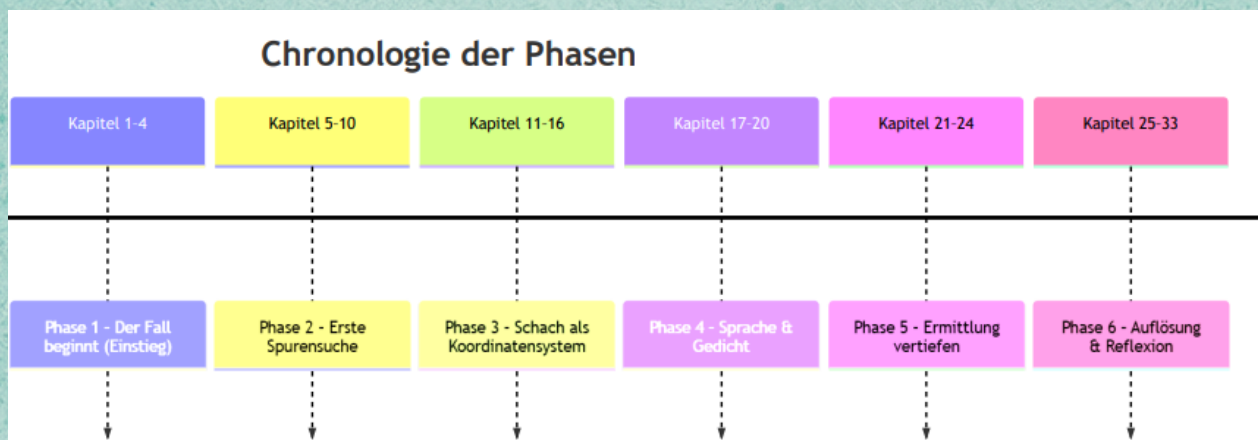 Chronologie der Phasen
Kapitel 1–4
Kapitel 5–10
Kapitel 11–16
Kapitel 17–20
Kapitel 21–24
Kapitel 25–33
Phase 1 - Der Fall
beginnt (Einstieg)
Phase 2 - Erste
Spurensuche
Phase 3 - Schach als
Koordinatensystem
Phase 4 - Sprache &
Gedicht
Phase 5 - Ermittlung
vertiefen
Phase 6 - Auflösung
& Reflexion